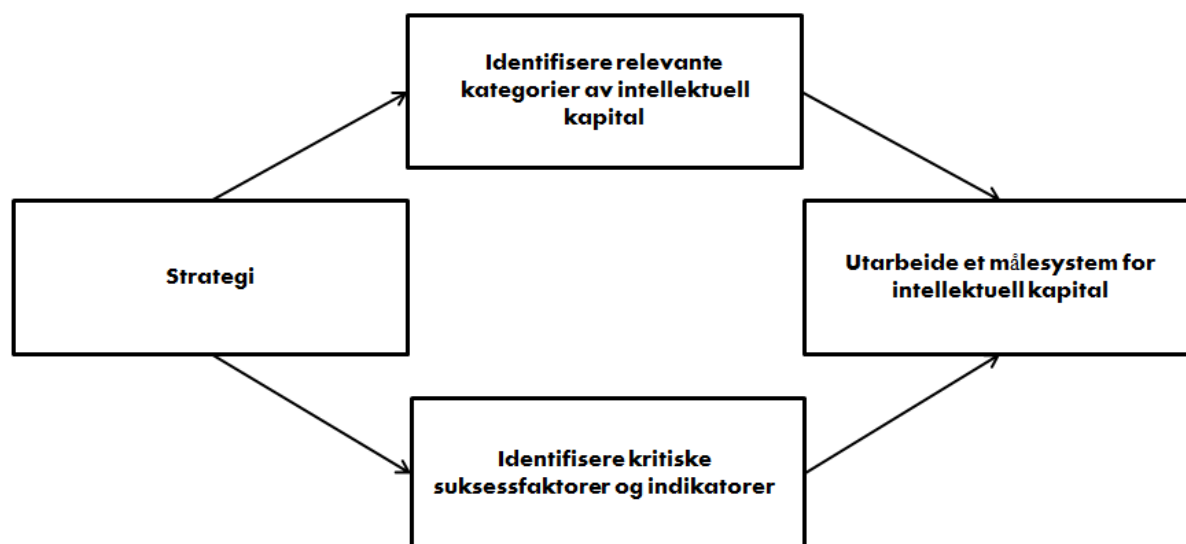 Identifisere relevante
kategorier av intellektuell
kapital
Strategi
Utarbeide et målesystem for
intellektuell kapital
Identifisere kritiske
suksessfaktorer og indikatorer